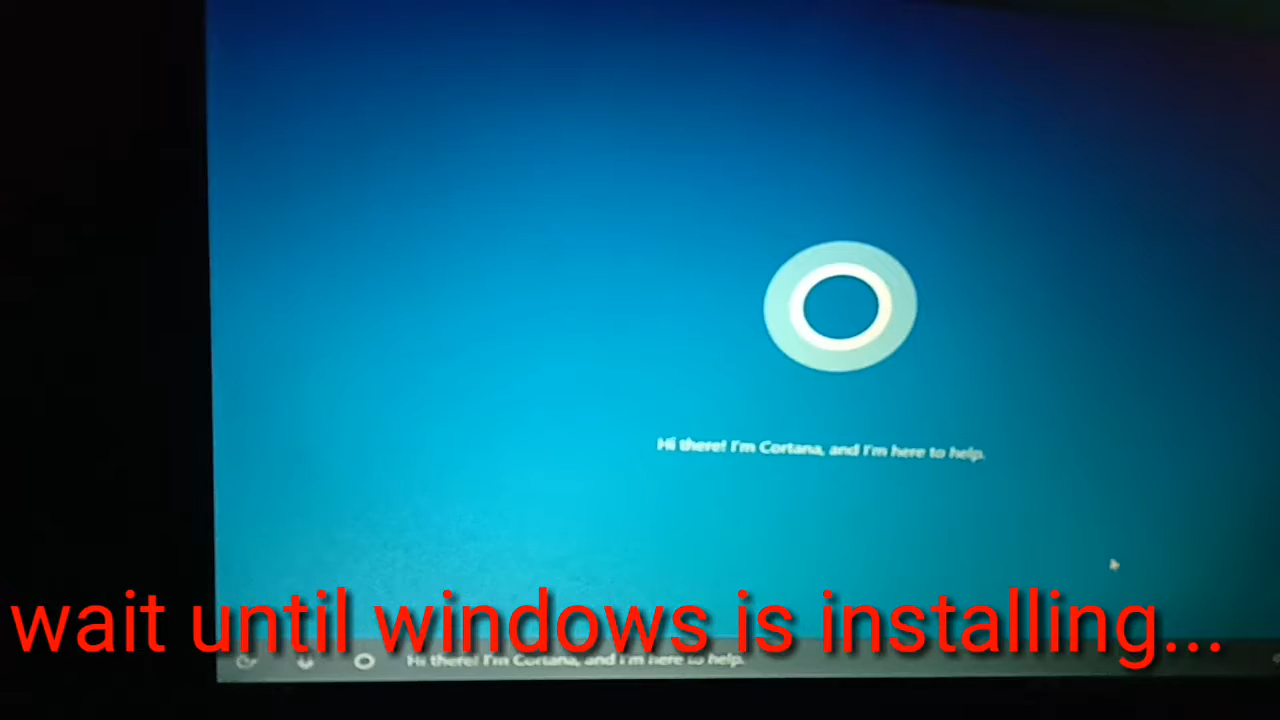 Hi there! I'm Cortana, and I'm here to help.
wait until windows is installing...
Hi there! I'm Cortana, and I'm here to help.